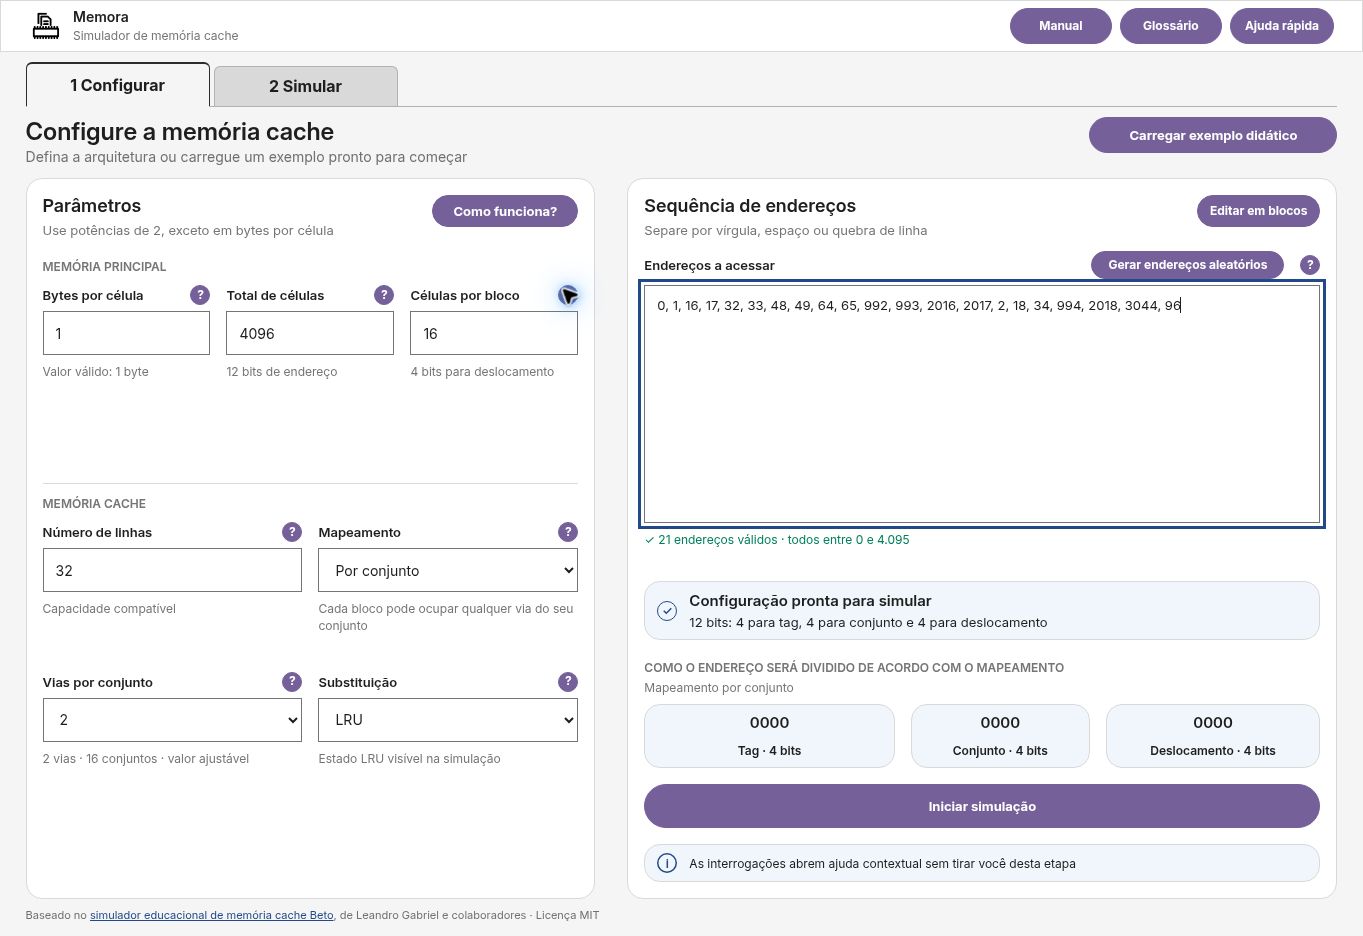 Memora
Simulador de memória cache
Manual
Glossário
Ajuda rápida
1 Configurar
2 Simular
Configure a memória cache
Defina a arquitetura ou carregue um exemplo pronto para começar
Carregar exemplo didático
Parâmetros
Como funciona?
Use potências de 2, exceto em bytes por célula
MEMÓRIA PRINCIPAL
Bytes por célula ?
Total de células ?
Células por bloco
1
4096
16
Valor válido: 1 byte
12 bits de endereço
4 bits para deslocamento
MEMÓRIA CACHE
Número de linhas ?
Mapeamento ?
32
Por conjunto
Capacidade compatível
Cada bloco pode ocupar qualquer via do seu
conjunto
Vias por conjunto ?
Substituição ?
2
LRU
2 vias · 16 conjuntos · valor ajustável
Estado LRU visível na simulação
Sequência de endereços
Editar em blocos
Separe por vírgula, espaço ou quebra de linha
Endereços a acessar
Gerar endereços aleatórios
?
0, 1, 16, 17, 32, 33, 48, 49, 64, 65, 992, 993, 2016, 2017, 2, 18, 34, 994, 2018, 3044, 96
✓ 21 endereços válidos · todos entre 0 e 4.095
Configuração pronta para simular
12 bits: 4 para tag, 4 para conjunto e 4 para deslocamento
COMO O ENDEREÇO SERÁ DIVIDIDO DE ACORDO COM O MAPEAMENTO
Mapeamento por conjunto
0000
Tag · 4 bits
0000
Conjunto · 4 bits
0000
Deslocamento · 4 bits
Iniciar simulação
i As interrogações abrem ajuda contextual sem tirar você desta etapa
Baseado no simulador educacional de memória cache Beto, de Leandro Gabriel e colaboradores · Licença MIT